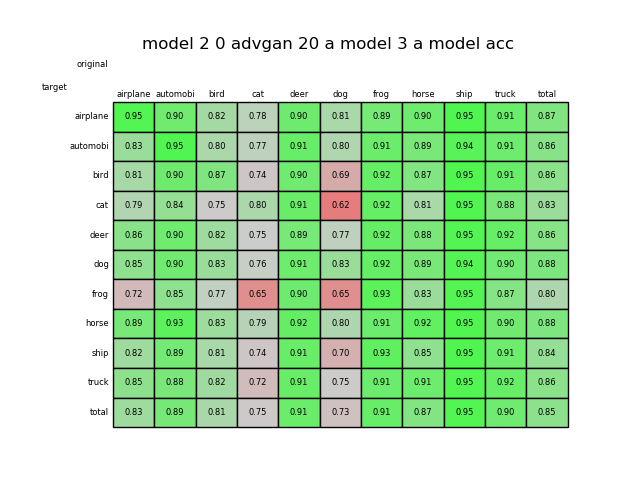 model 2 0 advgan 20 a model 3 a model acc
original
target
airplane automobi bird cat deer dog frog horse ship truck total
airplane 0.95 0.90 0.82 0.78 0.90 0.81 0.89 0.90 0.95 0.91 0.87
automobi 0.83 0.95 0.80 0.77 0.91 0.80 0.91 0.89 0.94 0.91 0.86
bird 0.81 0.90 0.87 0.74 0.90 0.69 0.92 0.87 0.95 0.91 0.86
cat 0.79 0.84 0.75 0.80 0.91 0.62 0.92 0.81 0.95 0.88 0.83
deer 0.86 0.90 0.82 0.75 0.89 0.77 0.92 0.88 0.95 0.92 0.86
dog 0.85 0.90 0.83 0.76 0.91 0.83 0.92 0.89 0.94 0.90 0.88
frog 0.72 0.85 0.77 0.65 0.90 0.65 0.93 0.83 0.95 0.87 0.80
horse 0.89 0.93 0.83 0.79 0.92 0.80 0.91 0.92 0.95 0.90 0.88
ship 0.82 0.89 0.81 0.74 0.91 0.70 0.93 0.85 0.95 0.91 0.84
truck 0.85 0.88 0.82 0.72 0.91 0.75 0.91 0.91 0.95 0.92 0.86
total 0.83 0.89 0.81 0.75 0.91 0.73 0.91 0.87 0.95 0.90 0.85